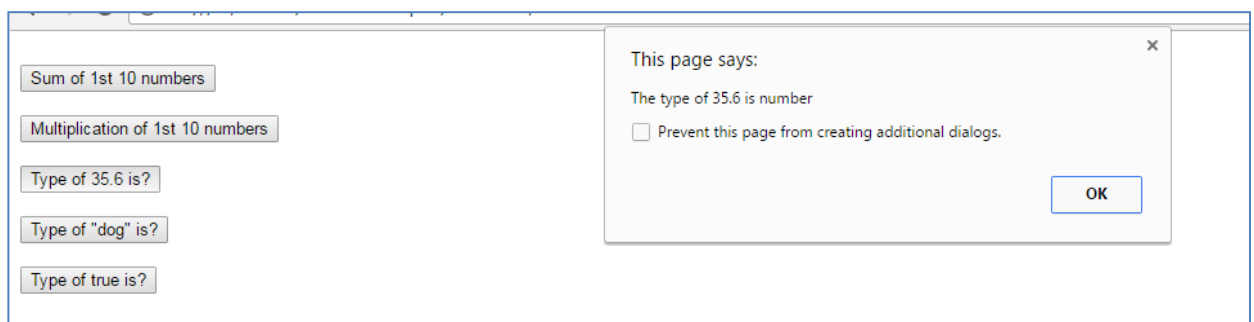 Sum of 1st 10 numbers
Multiplication of 1st 10 numbers
Type of 35.6 is?
Type of "dog" is?
Type of true is?
This page says:
The type of 35.6 is number
Prevent this page from creating additional dialogs.
OK